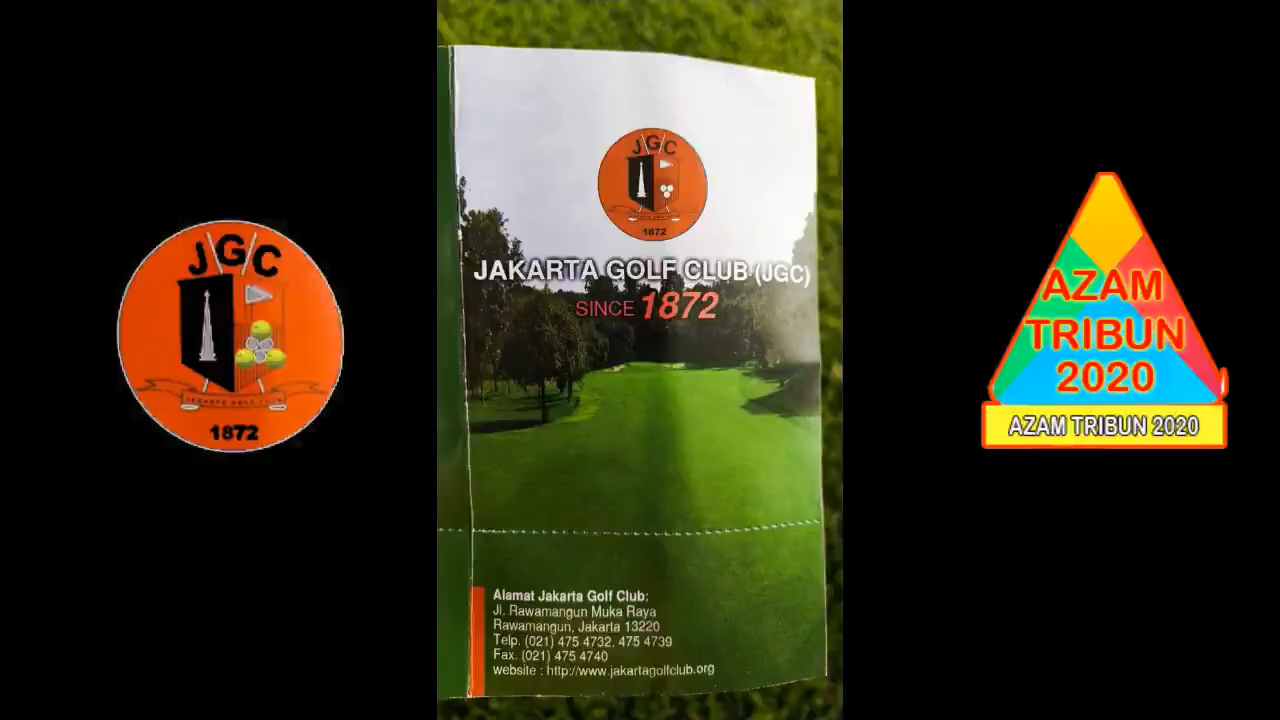 JGC
1872
JGC
1872
JAKARTA GOLF CLUB (JGC)
SINCE 1872
Alamat Jakarta Golf Club:
Jl. Rawamangun Muka Raya
Rawamangun, Jakarta 13220
Telp. (021) 475 4732, 475 4739
Fax. (021) 475 4740
website : http://www.jakartagolfclub.org
AZAM
TRIBUN
2020
AZAM TRIBUN 2020